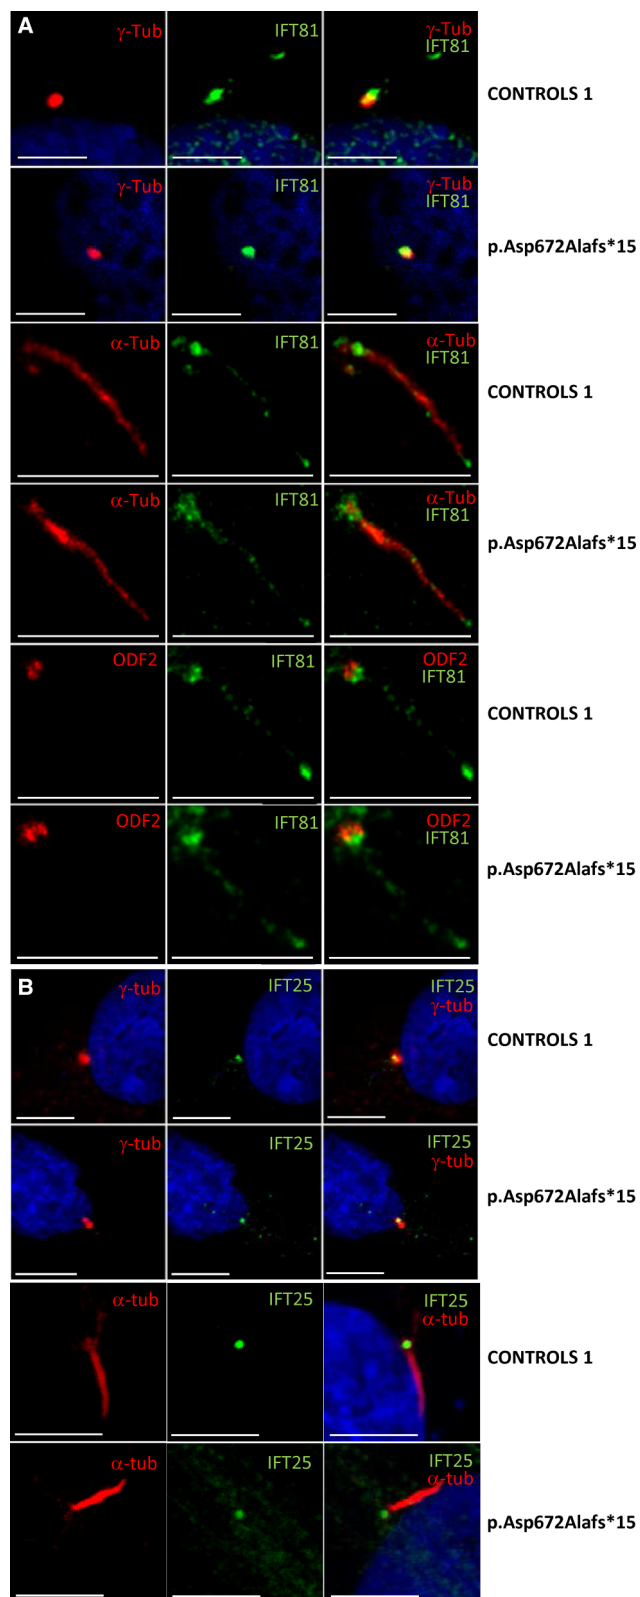 A
γ-Tub IFT81 γ-Tub
IFT81
CONTROLS 1
γ-Tub IFT81 γ-Tub
IFT81
p.Asp672Alafs*15
α-Tub IFT81 α-Tub
IFT81
CONTROLS 1
α-Tub IFT81 α-Tub
IFT81
p.Asp672Alafs*15
ODF2 IFT81 ODF2
IFT81
CONTROLS 1
ODF2 IFT81 ODF2
IFT81
p.Asp672Alafs*15
B
γ-tub IFT25 IFT25
γ-tub
CONTROLS 1
γ-tub IFT25 IFT25
γ-tub
p.Asp672Alafs*15
α-tub IFT25 IFT25
α-tub
CONTROLS 1
α-tub IFT25 IFT25
α-tub
p.Asp672Alafs*15